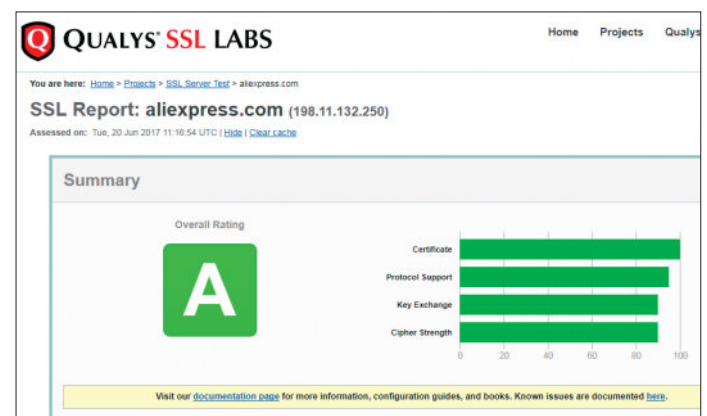 QUALYS® SSL LABS
Home Projects Qualys
You are here: Home > Projects > SSL Server Test > aliexpress.com
SSL Report: aliexpress.com (198.11.132.250)
Assessed on: Tue, 20 Jun 2017 11:16:54 UTC | Hide | Clear cache
Summary
Overall Rating
A
Certificate
Protocol Support
Key Exchange
Cipher Strength
0 20 40 60 80 100
Visit our documentation page for more information, configuration guides, and books. Known issues are documented here.